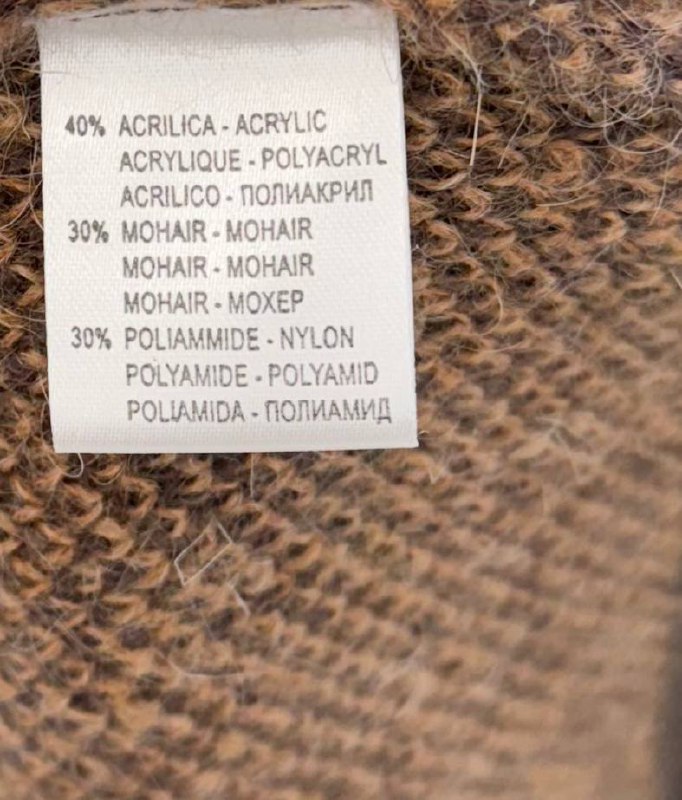 40% ACRILICA - ACRYLIC
ACRYLIQUE - POLYACRYL
ACRILICO - ПОЛИАКРИЛ
30% MOHAIR - MOHAIR
MOHAIR - MOHAIR
MOHAIR - МОХЕР
30% POLIAMMIDE - NYLON
POLYAMIDE - POLYAMID
POLIAMIDA - ПОЛИАМИД